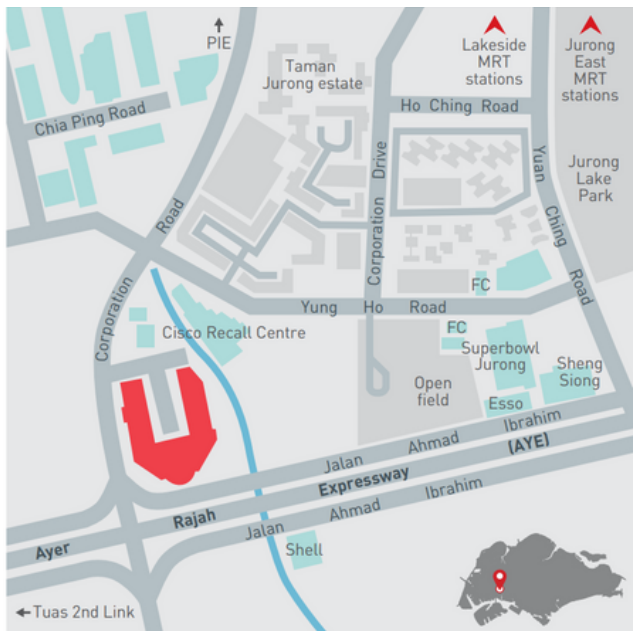 PIE
Lakeside
MRT
stations
Jurong
East
MRT
stations
Taman
Jurong estate
Chia Ping Road
Ho Ching Road
Corporation Drive
Yuan Ching Road
Jurong
Lake
Park
Corporation Road
FC
Yung Ho Road
Cisco Recall Centre
FC
Superbowl
Jurong
Sheng
Siong
Open
field
Esso
Jalan Ahmad Ibrahim
Ayer Rajah Expressway (AYE)
Jalan Ahmad Ibrahim
Shell
←Tuas 2nd Link